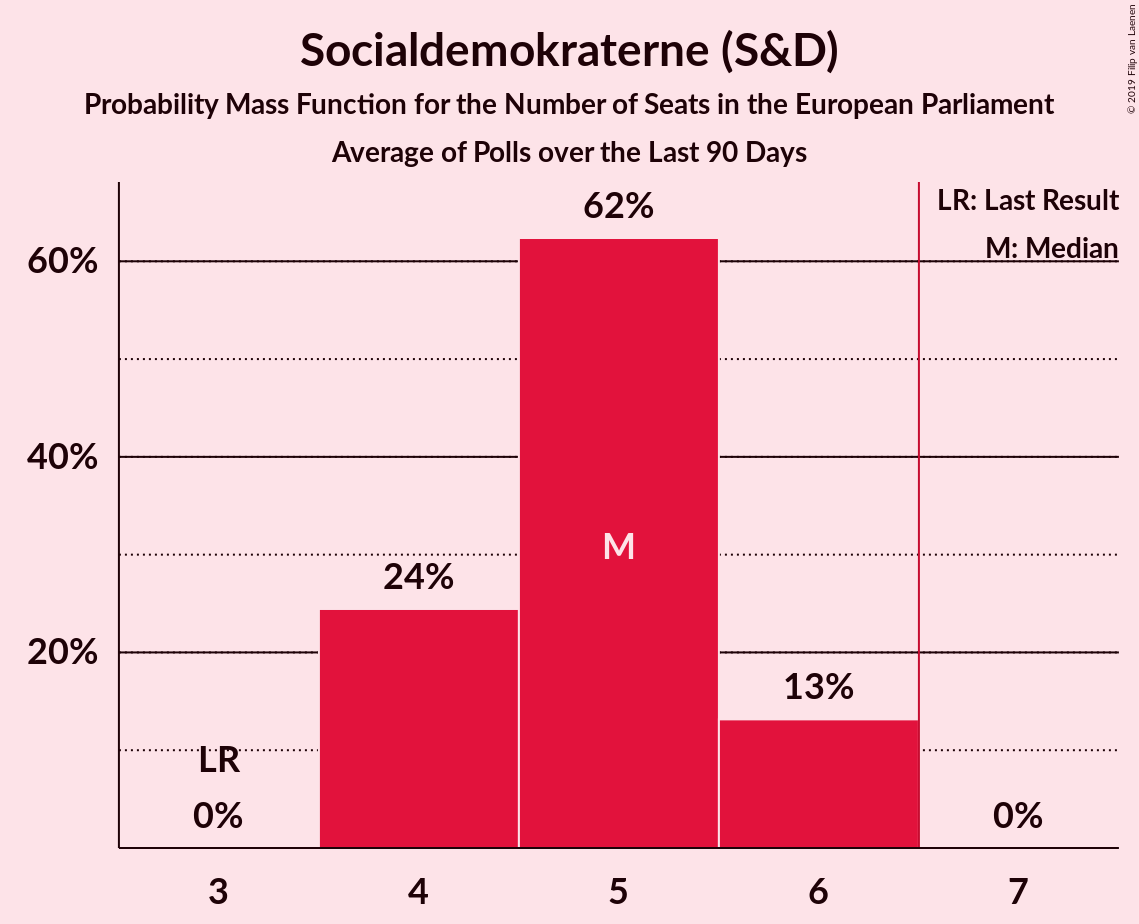 Socialdemokraterne (S&D)
Probability Mass Function for the Number of Seats in the European Parliament
Average of Polls over the Last 90 Days
© 2019 Filip van Laenen
LR: Last Result
M: Median
62%
60%
40%
M
24%
20%
13%
LR
0%
0%
3 4 5 6 7